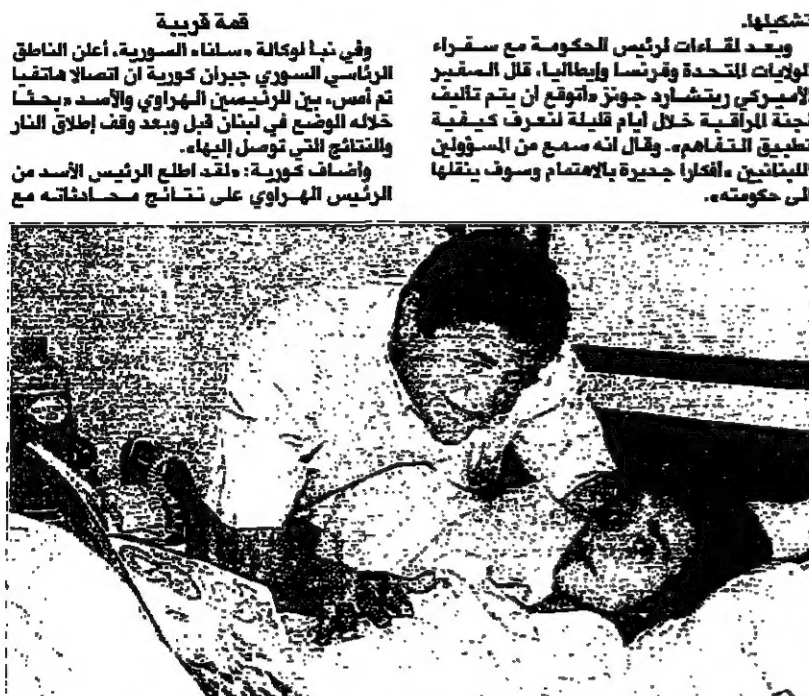 تشكيلها.
وبعد لقاءات لرئيس الحكومة مع سفراء
الولايات المتحدة وفرنسا وإيطاليا، قال السفير
الأميركي ريتشارد جونز «أتوقع أن يتم تأليف
لجنة المراقبة خلال أيام قليلة لنعرف كيفية
تطبيق التفاهم». وقال انه سمع من المسؤولين
اللبنانيين «أفكارا جديرة بالاهتمام وسوف ينقلها
الى حكومته».
قمة قريبة
وفي نبأ لوكالة «سانا» السورية، أعلن الناطق
الرئاسي السوري جبران كورية ان اتصالا هاتفيا
تم أمس، بين الرئيسين الهراوي والأسد «بحثا
خلاله الوضع في لبنان قبل وبعد وقف إطلاق النار
والنتائج التي توصل إليها».
وأضاف كورية: «لقد اطلع الرئيس الأسد من
الرئيس الهراوي على نتائج محادثاته مع